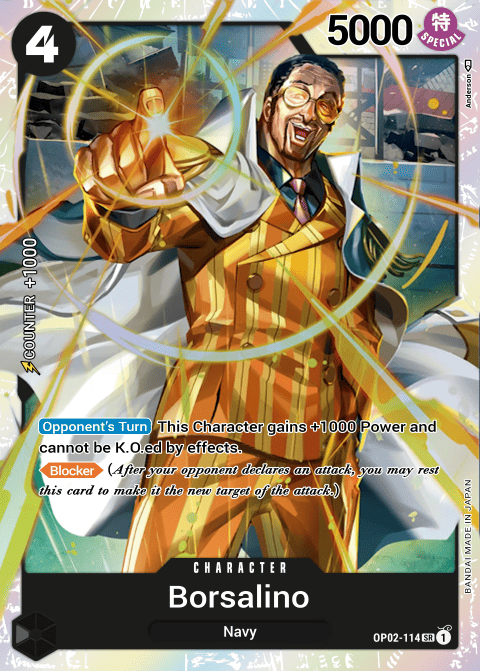 4
5000
特
SPECIAL
Anderson
COUNTER +1000
Opponent's Turn This Character gains +1000 Power and
cannot be K.O.ed by effects.
Blocker (After your opponent declares an attack, you may rest
this card to make it the new target of the attack.)
BANDAI MADE IN JAPAN
CHARACTER
Borsalino
Navy
OP02-114 SR 1